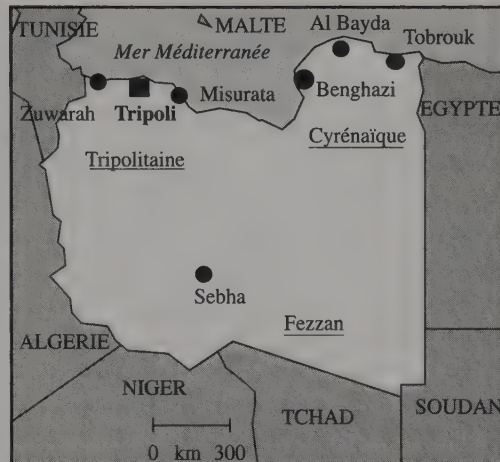 TUNISIE
MALTE
Al Bayda
Tobrouk
Mer Méditerranée
Zuwarah
Tripoli
Misurata
Benghazi
EGYPTE
Cyrénaïque
Tripolitaine
Sebha
Fezzan
ALGERIE
NIGER
TCHAD
SOUDAN
0 km 300